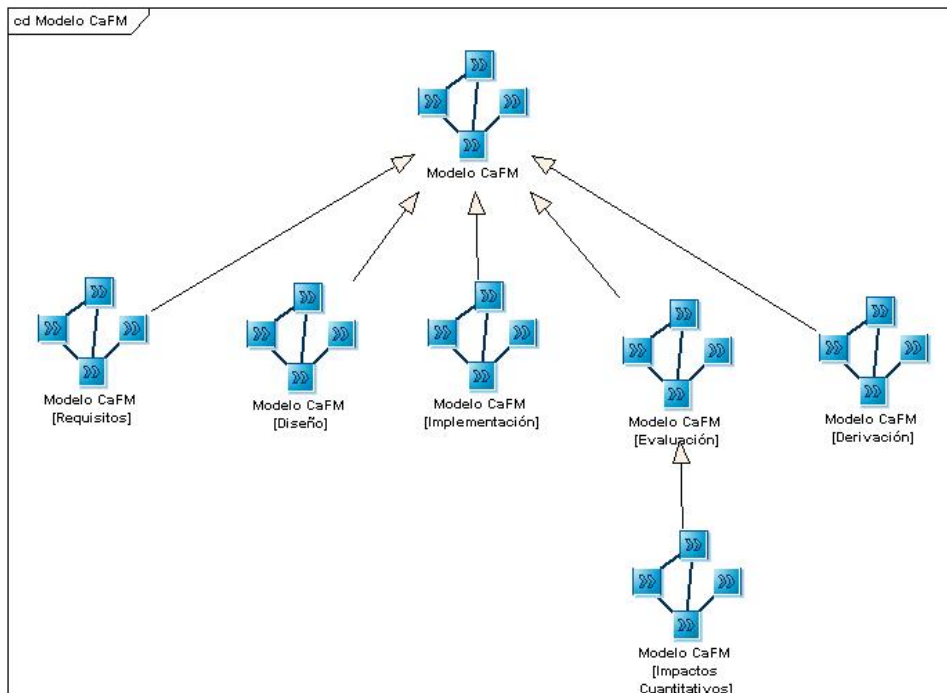 cd Modelo CaFM
Modelo CaFM
Modelo CaFM
[Requisitos]
Modelo CaFM
[Diseño]
Modelo CaFM
[Implementación]
Modelo CaFM
[Evaluación]
Modelo CaFM
[Derivación]
Modelo CaFM
[Impactos
Cuantitativos]